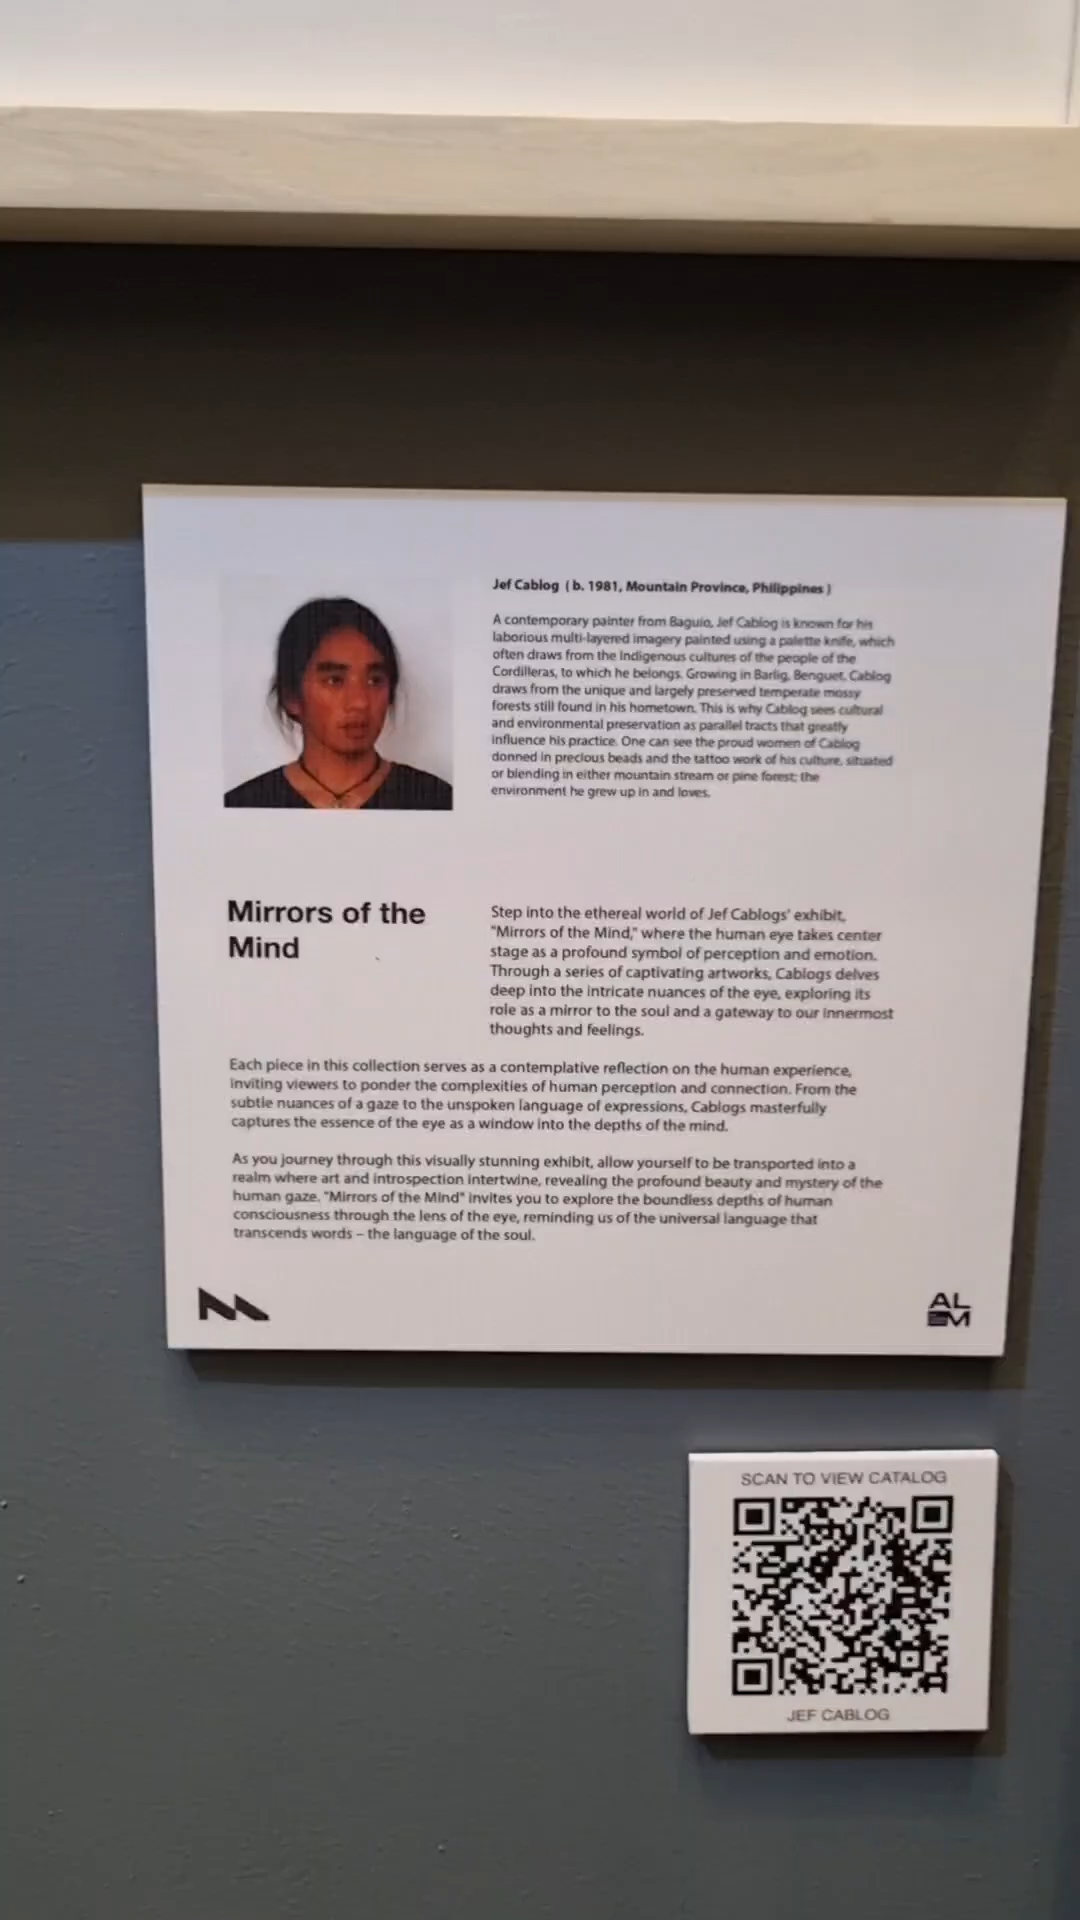 Jef Cablog ( b. 1981, Mountain Province, Philippines )
A contemporary painter from Baguio, Jef Cablog is known for his
laborious multi-layered imagery painted using a palette knife, which
often draws from the Indigenous cultures of the people of the
Cordilleras, to which he belongs. Growing in Barlig, Benguet, Cablog
draws from the unique and largely preserved temperate mossy
forests still found in his hometown. This is why Cablog sees cultural
and environmental preservation as parallel tracts that greatly
influence his practice. One can see the proud women of Cablog
donned in precious beads and the tattoo work of his culture, situated
or blending in either mountain stream or pine forest; the
environment he grew up in and loves.
Mirrors of the
Mind
Step into the ethereal world of Jef Cablogs' exhibit,
"Mirrors of the Mind," where the human eye takes center
stage as a profound symbol of perception and emotion.
Through a series of captivating artworks, Cablogs delves
deep into the intricate nuances of the eye, exploring its
role as a mirror to the soul and a gateway to our innermost
thoughts and feelings.
Each piece in this collection serves as a contemplative reflection on the human experience,
inviting viewers to ponder the complexities of human perception and connection. From the
subtle nuances of a gaze to the unspoken language of expressions, Cablogs masterfully
captures the essence of the eye as a window into the depths of the mind.
As you journey through this visually stunning exhibit, allow yourself to be transported into a
realm where art and introspection intertwine, revealing the profound beauty and mystery of the
human gaze. "Mirrors of the Mind" invites you to explore the boundless depths of human
consciousness through the lens of the eye, reminding us of the universal language that
transcends words – the language of the soul.
AL
EM
SCAN TO VIEW CATALOG
JEF CABLOG